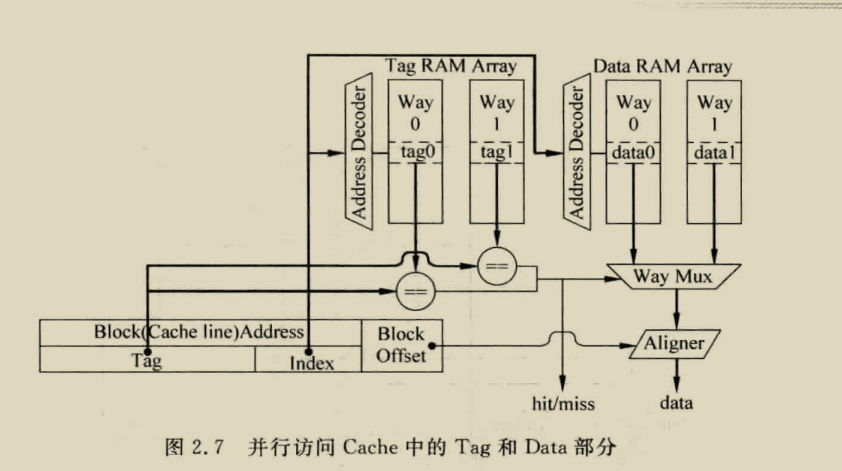 Tag RAM Array
Data RAM Array
Address Decoder
Way
0
tag0
Way
1
tag1
Address Decoder
Way
0
data0
Way
1
data1
==
==
Way Mux
Block(Cache line)Address
Block
Offset
Tag
Index
Aligner
hit/miss
data
图 2.7 并行访问 Cache 中的 Tag 和 Data 部分